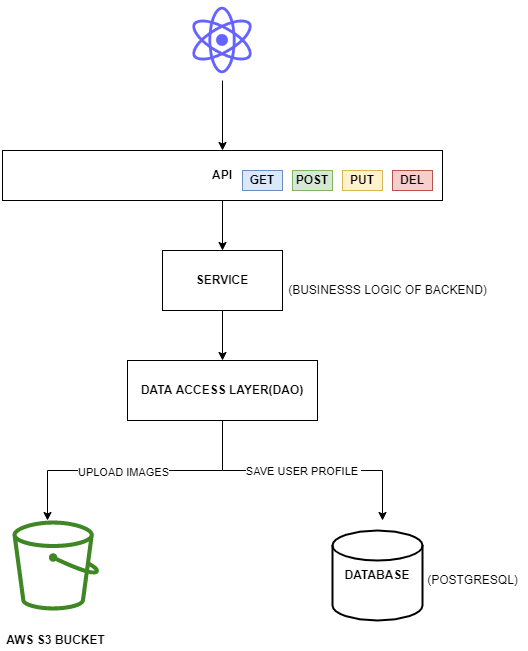 API GET POST PUT DEL
SERVICE
(BUSINESSS LOGIC OF BACKEND)
DATA ACCESS LAYER(DAO)
UPLOAD IMAGES SAVE USER PROFILE
DATABASE
(POSTGRESQL)
AWS S3 BUCKET